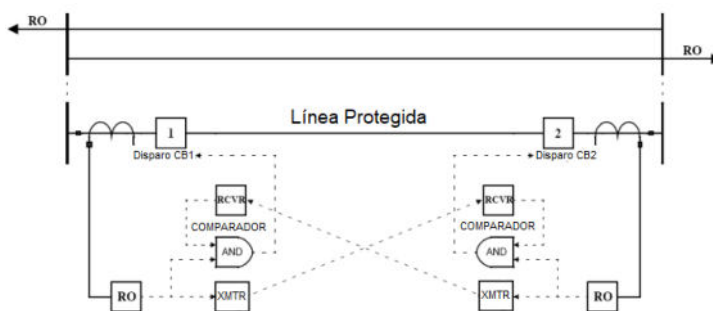 RO
RO
Línea Protegida
1
2
Disparo CB1
Disparo CB2
RCVR
RCVR
COMPARADOR
COMPARADOR
AND
AND
RO
XMTR
XMTR
RO